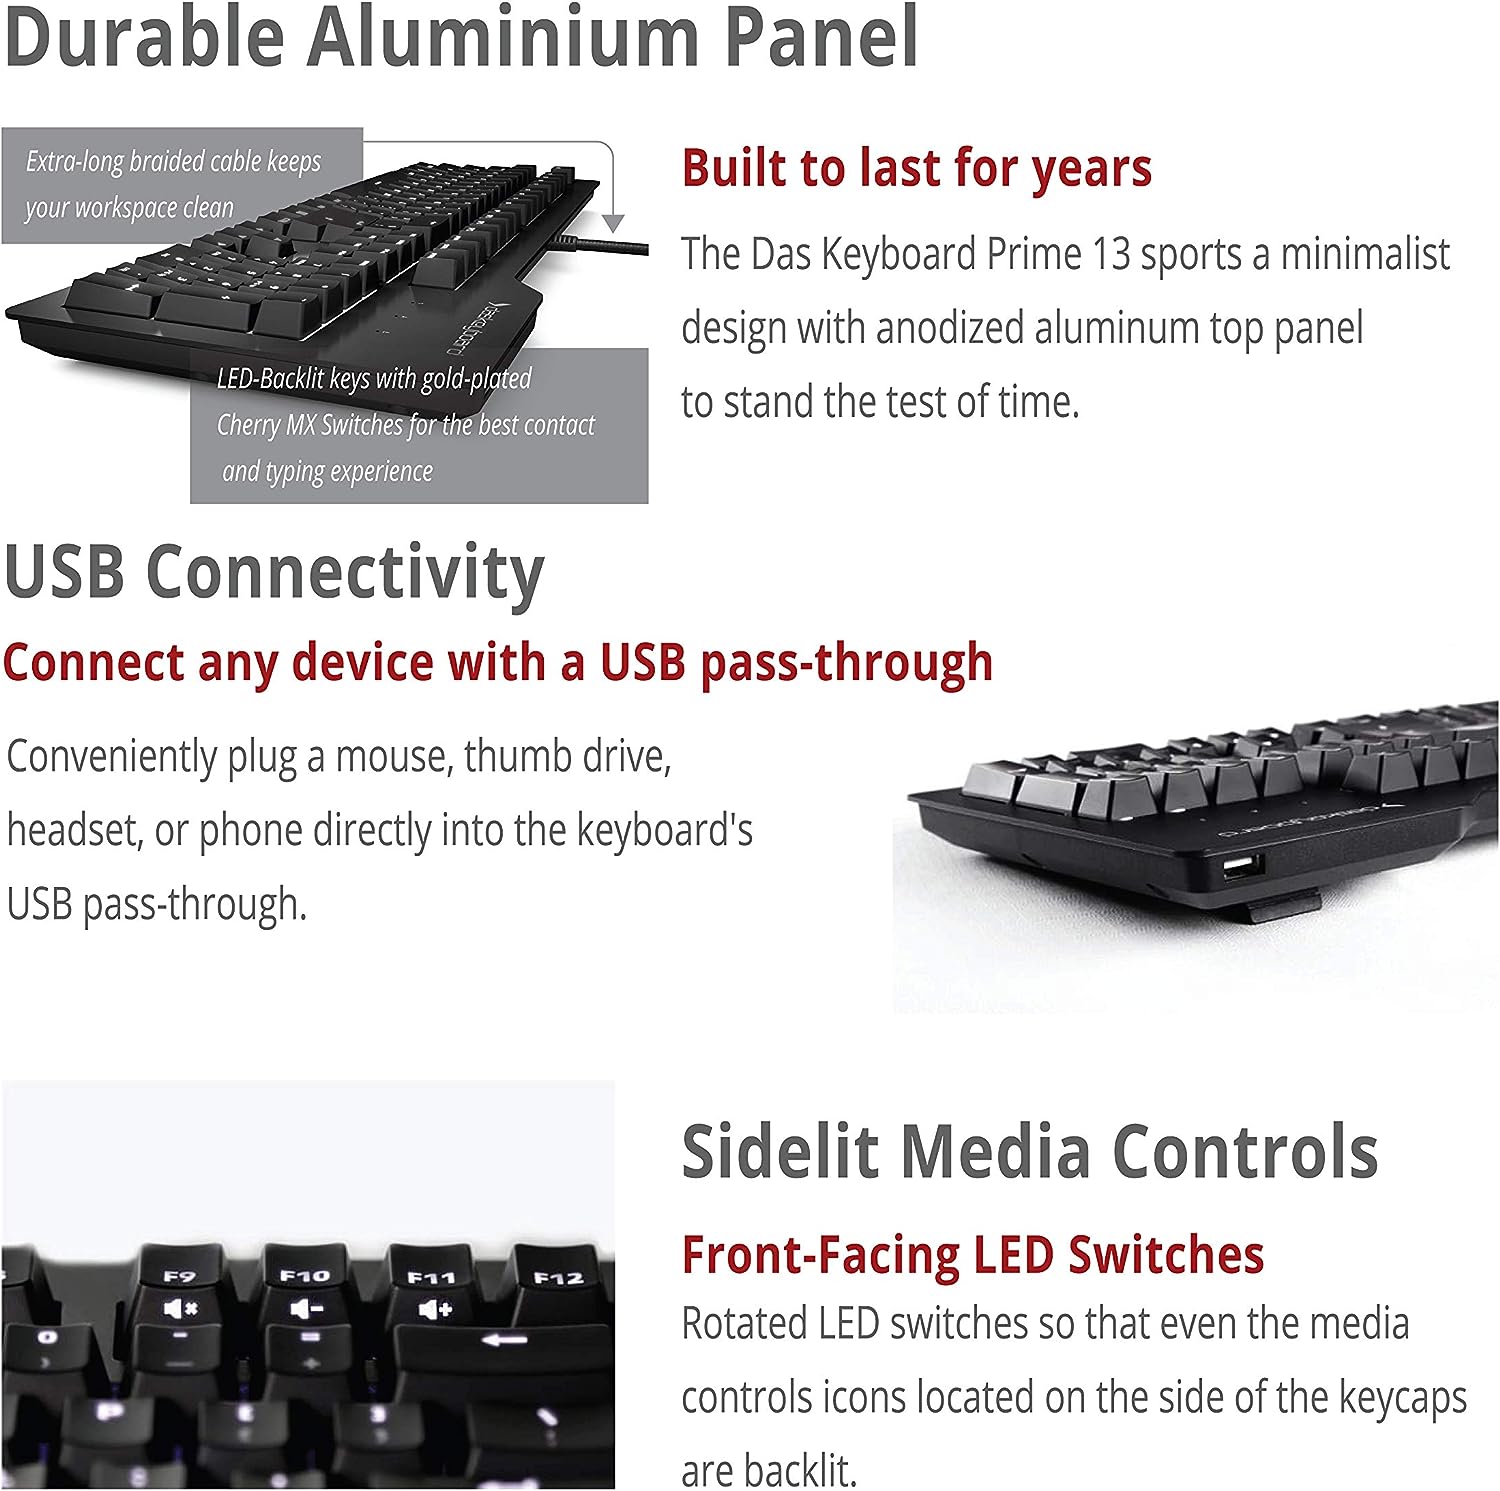 Durable Aluminium Panel
Extra-long braided cable keeps
your workspace clean
daskeyboard
LED-Backlit keys with gold-plated
Cherry MX Switches for the best contact
and typing experience
Built to last for years
The Das Keyboard Prime 13 sports a minimalist
design with anodized aluminum top panel
to stand the test of time.
USB Connectivity
Connect any device with a USB pass-through
Conveniently plug a mouse, thumb drive,
headset, or phone directly into the keyboard's
USB pass-through.
daskeyboard
F9 F10 F11 F12
Sidelit Media Controls
Front-Facing LED Switches
Rotated LED switches so that even the media
controls icons located on the side of the keycaps
are backlit.